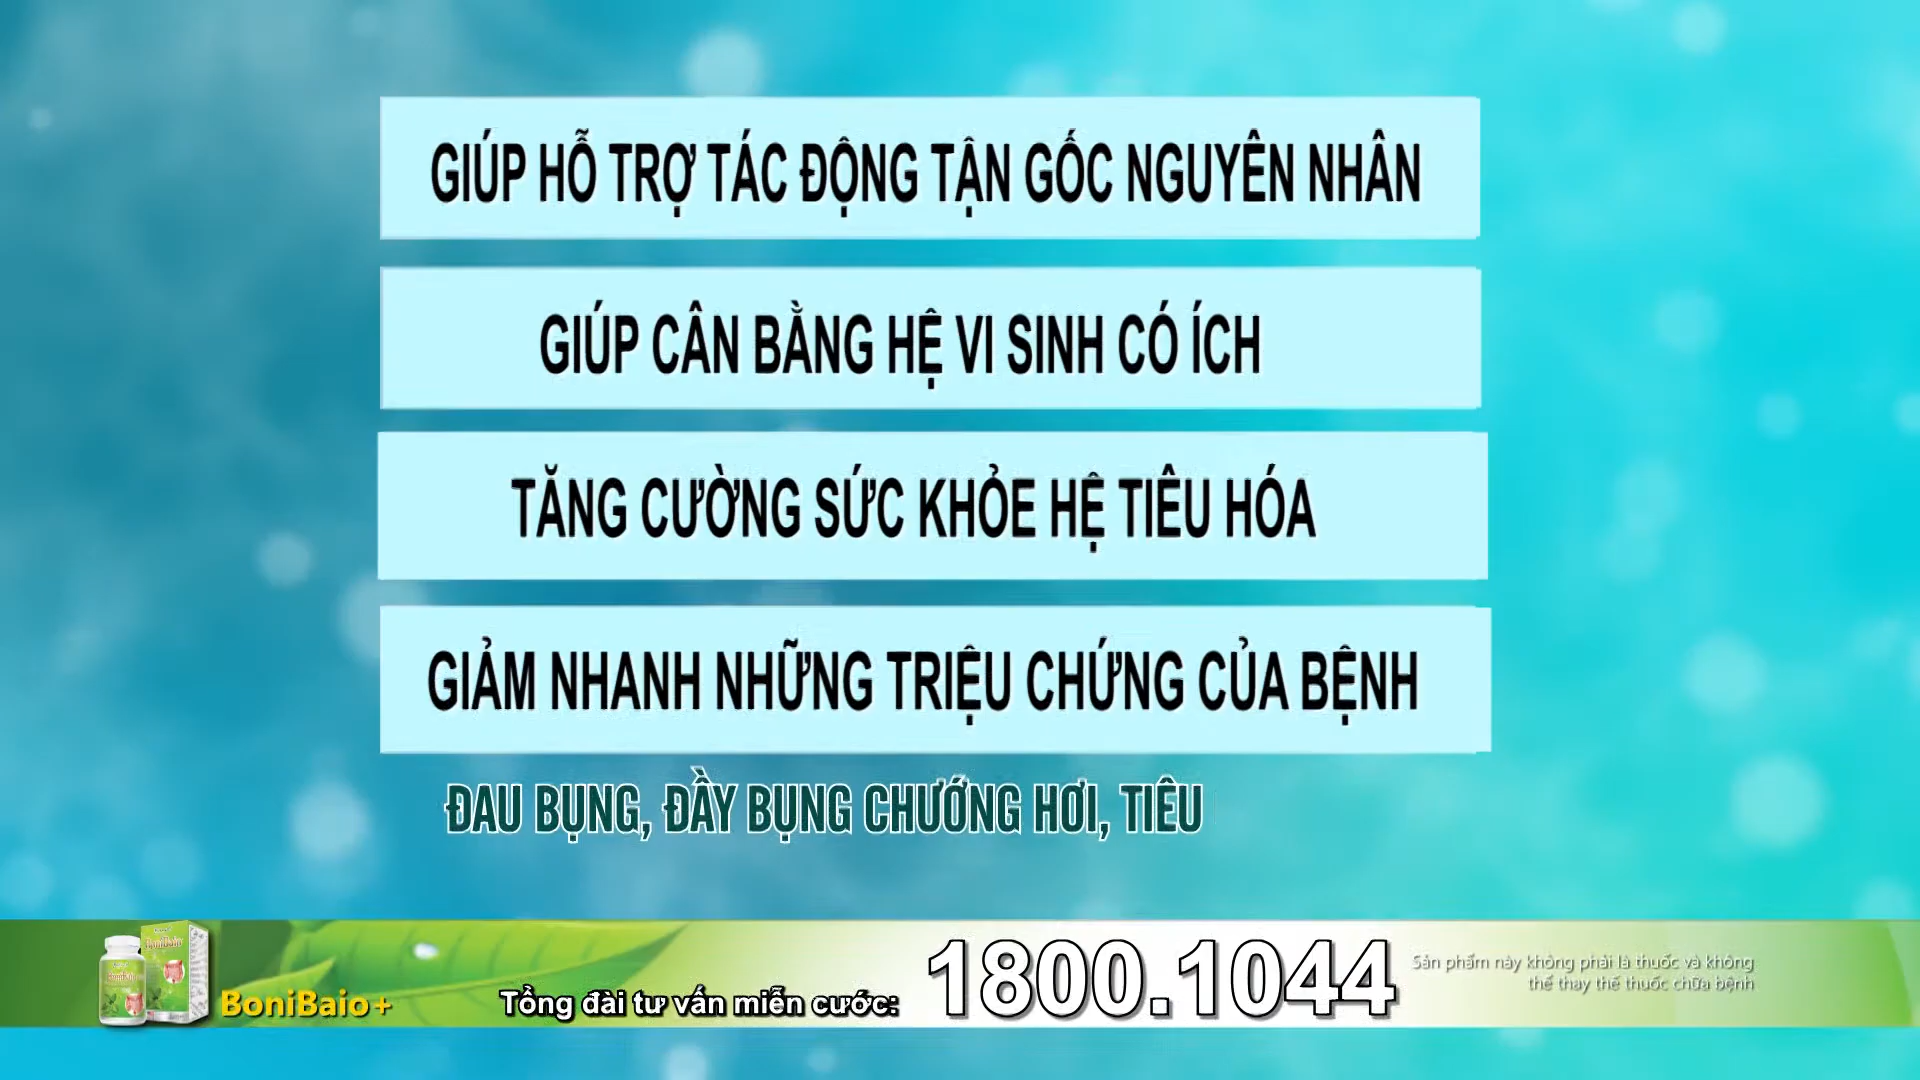 GIÚP HỖ TRỢ TÁC ĐỘNG TẬN GỐC NGUYÊN NHÂN
GIÚP CÂN BẰNG HỆ VI SINH CÓ ÍCH
TĂNG CƯỜNG SỨC KHỎE HỆ TIÊU HÓA
GIẢM NHANH NHỮNG TRIỆU CHỨNG CỦA BỆNH
ĐAU BỤNG, ĐẦY BỤNG CHƯỚNG HƠI, TIÊU
BoniBaio+
Tổng đài tư vấn miễn cước: 1800.1044
Sản phẩm này không phải là thuốc và không
thể thay thế thuốc chữa bệnh